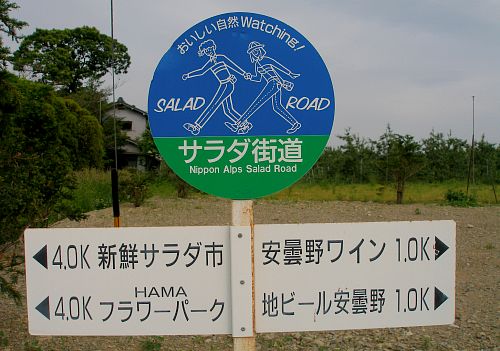 おいしい自然Watching!
SALAD ROAD
サラダ街道
Nippon Alps Salad Road
◀4.0K 新鮮サラダ市
HAMA
◀4.0K フラワーパーク
安曇野ワイン 1.0K▶
地ビール安曇野 1.0K▶